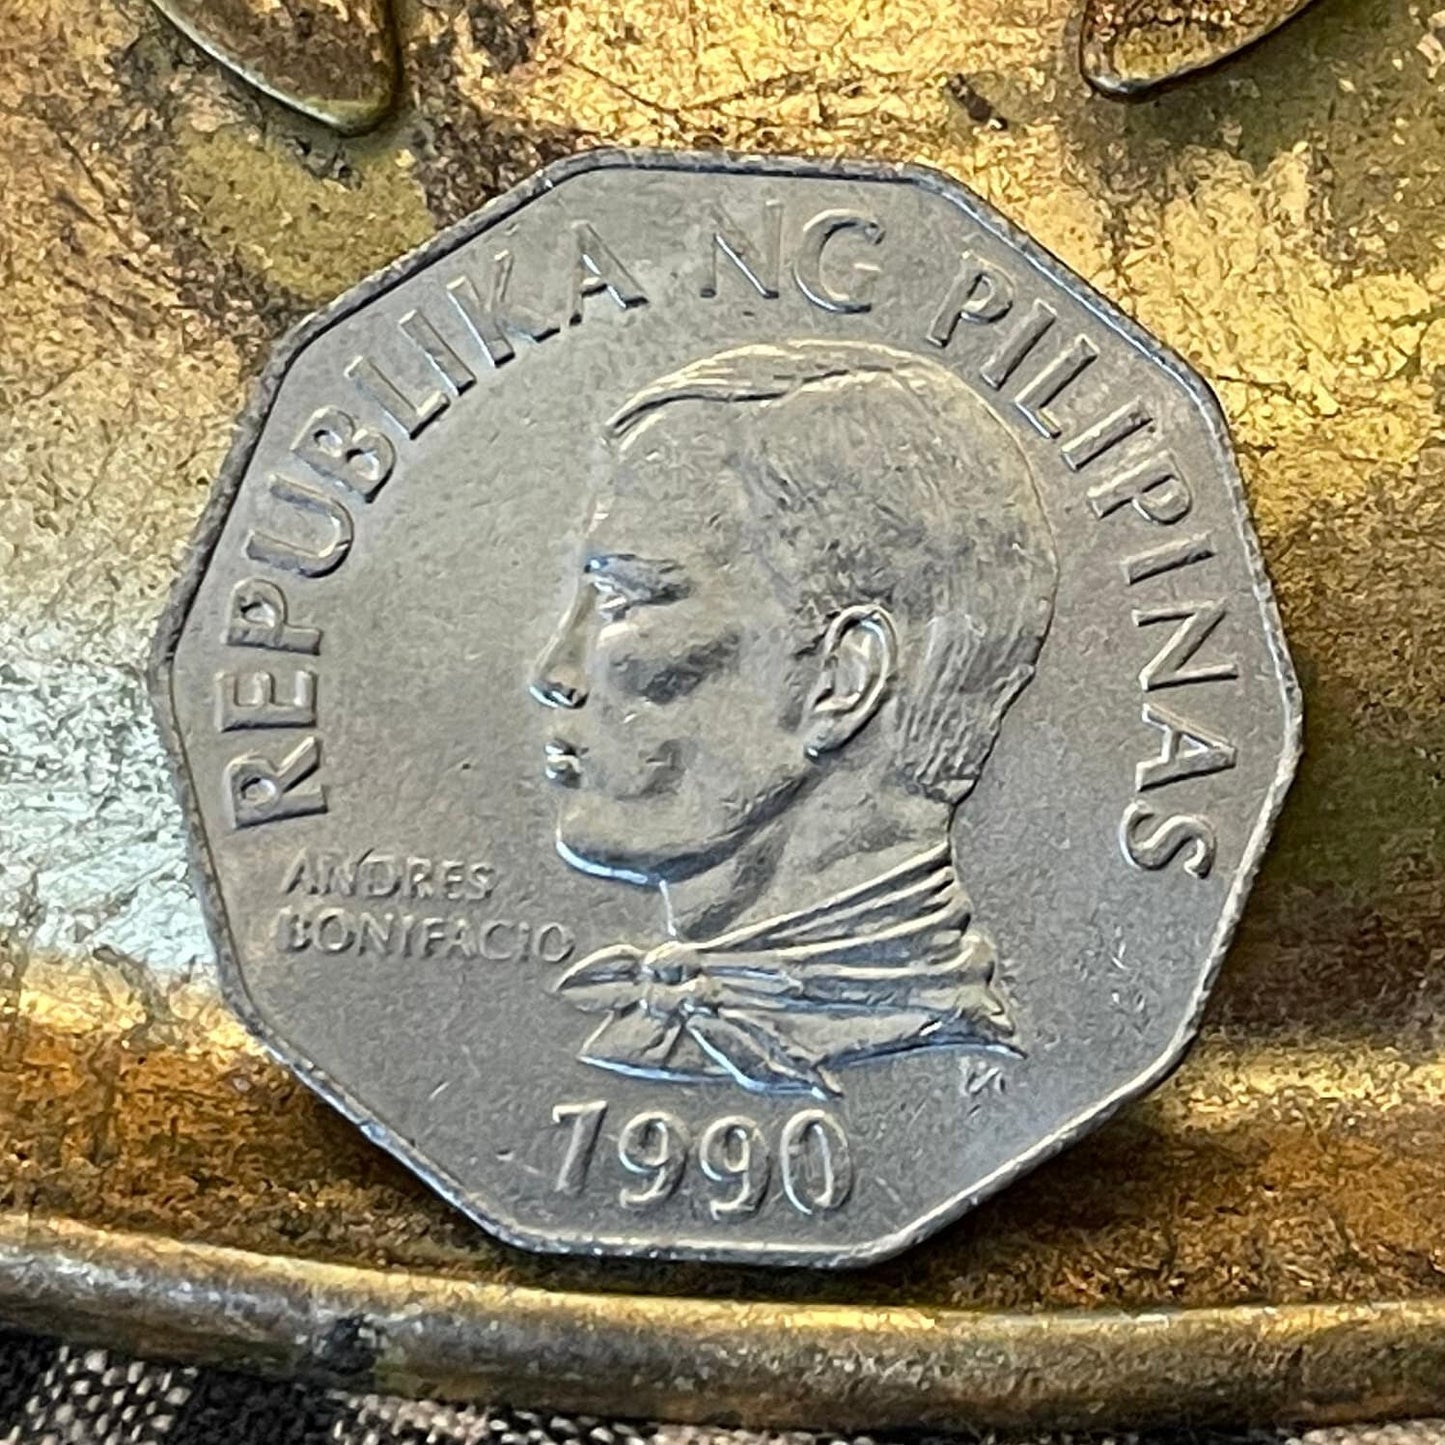 REPUBLIKA NG PILIPINAS
ANDRES
BONIFACIO
1990